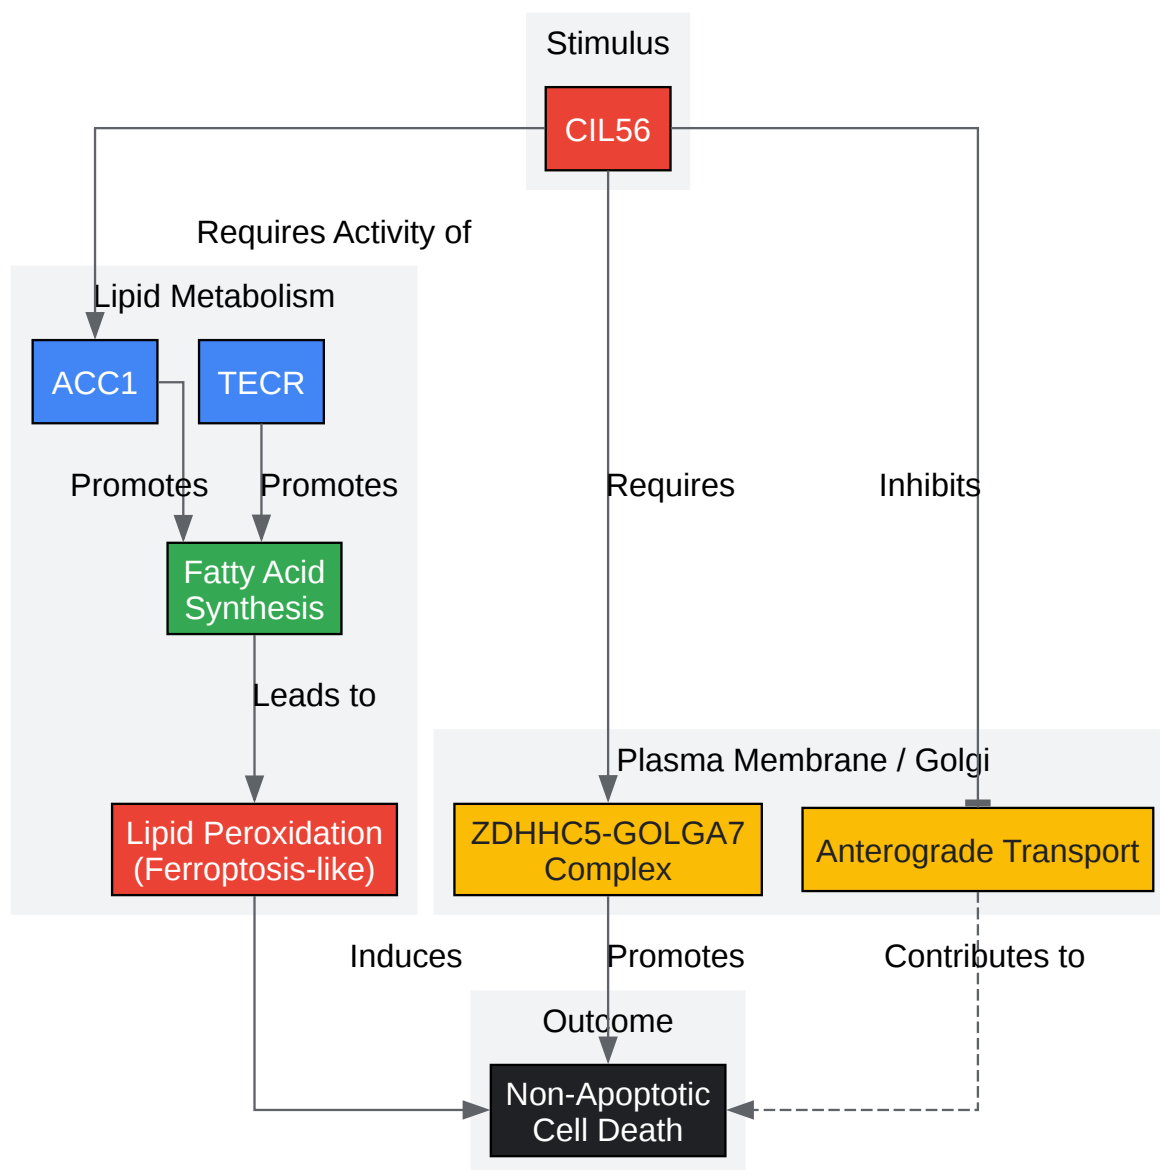 Stimulus
CIL56
Requires Activity of
Lipid Metabolism
ACC1
TECR
Promotes
Promotes
Requires
Inhibits
Fatty Acid
Synthesis
Leads to
Plasma Membrane / Golgi
Lipid Peroxidation
(Ferroptosis-like)
ZDHHC5-GOLGA7
Complex
Anterograde Transport
Induces
Promotes
Contributes to
Outcome
Non-Apoptotic
Cell Death